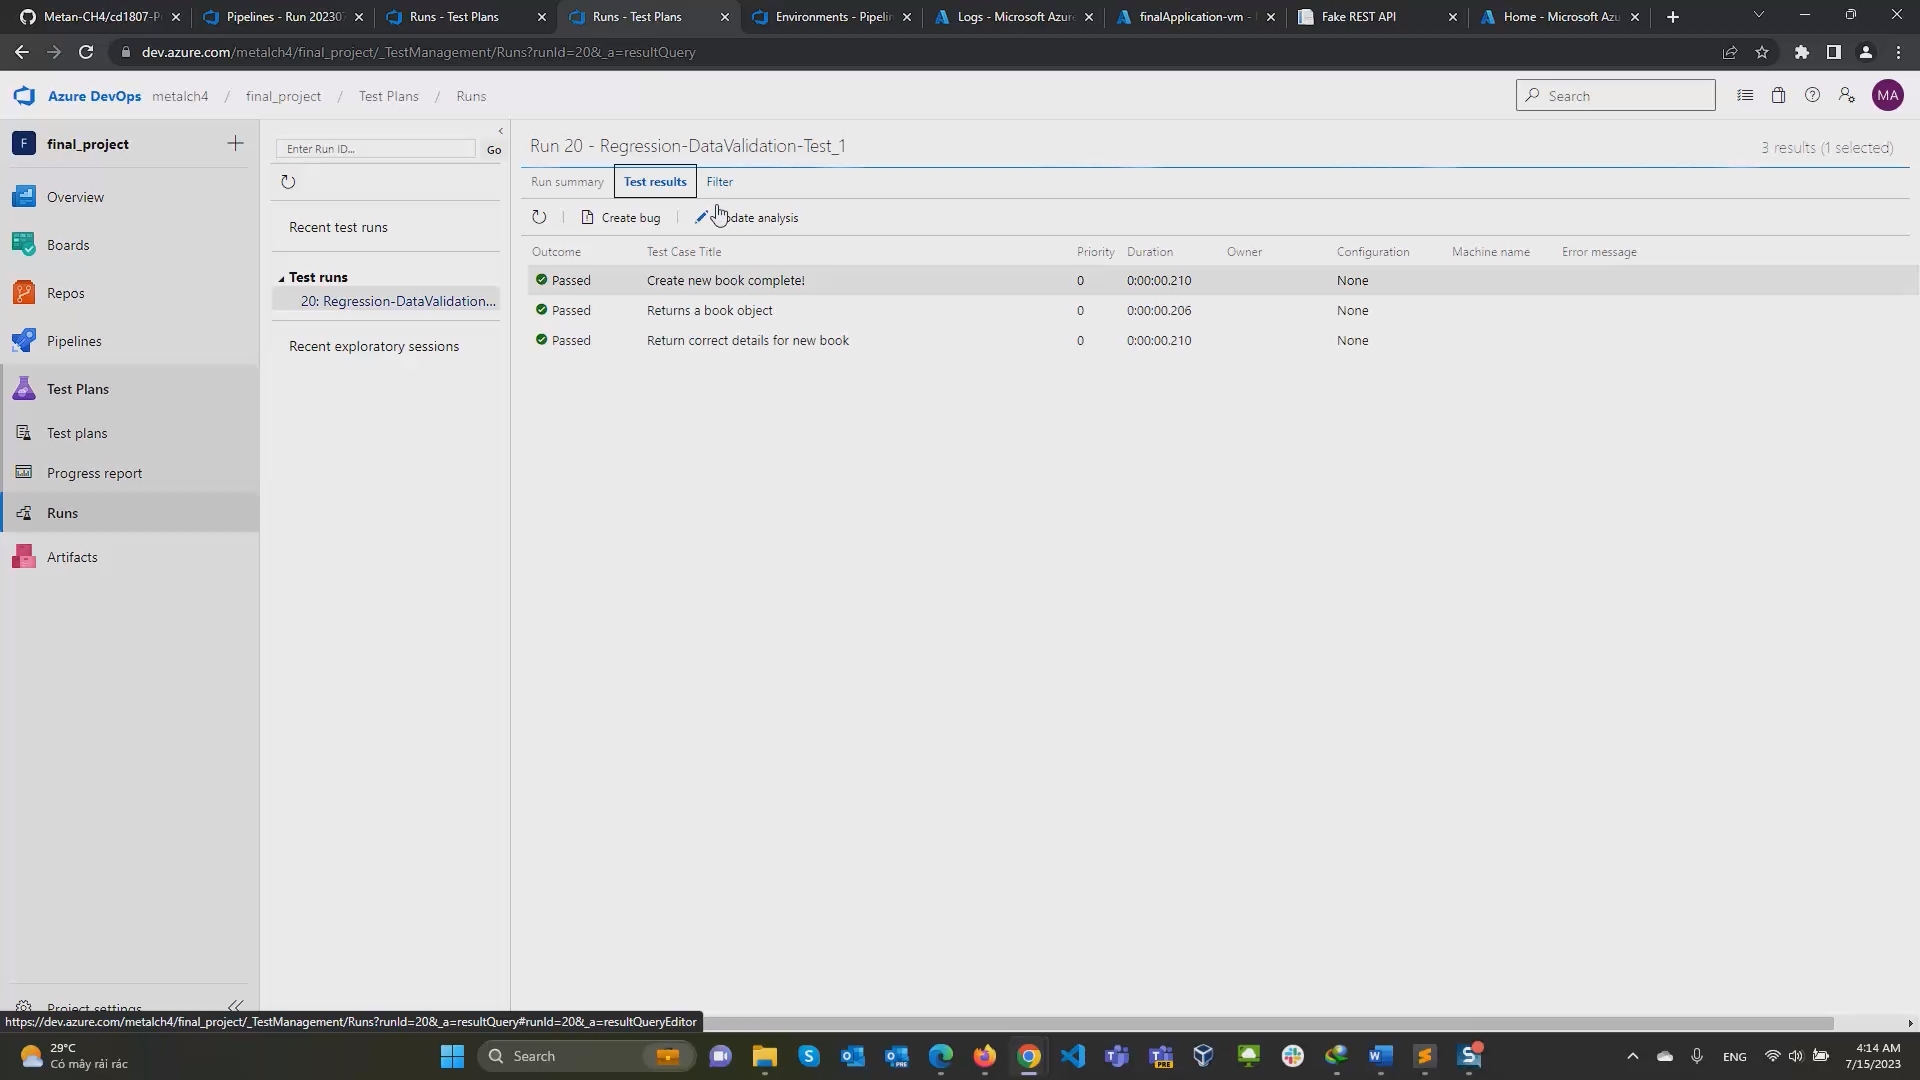 Metan-CH4/cd1807-P
Pipelines - Run 202307
Runs - Test Plans
Runs - Test Plans
Environments - Pipelin
Logs - Microsoft Azur
finalApplication-vm -
Fake REST API
Home - Microsoft Azu
dev.azure.com/metalch4/final_project/_TestManagement/Runs?runId=20&_a=resultQuery
Azure DevOps metalch4 / final_project / Test Plans / Runs
Search
MA
F final_project
Overview
Boards
Repos
Pipelines
Test Plans
Test plans
Progress report
Runs
Artifacts
Project settings
Enter Run ID...
Go
Recent test runs
Test runs
20: Regression-DataValidation...
Recent exploratory sessions
Run 20 - Regression-DataValidation-Test_1
3 results (1 selected)
Run summary Test results Filter
Create bug
date analysis
Outcome Test Case Title Priority Duration Owner Configuration Machine name Error message
Passed Create new book complete! 0 0:00:00.210 None
Passed Returns a book object 0 0:00:00.206 None
Passed Return correct details for new book 0 0:00:00.210 None
https://dev.azure.com/metalch4/final_project/_TestManagement/Runs?runId=20&_a=resultQuery#runId=20&_a=resultQueryEditor
29°C
Có mây rải rác
Search
PRE
PRE
ENG
4:14 AM
7/15/2023